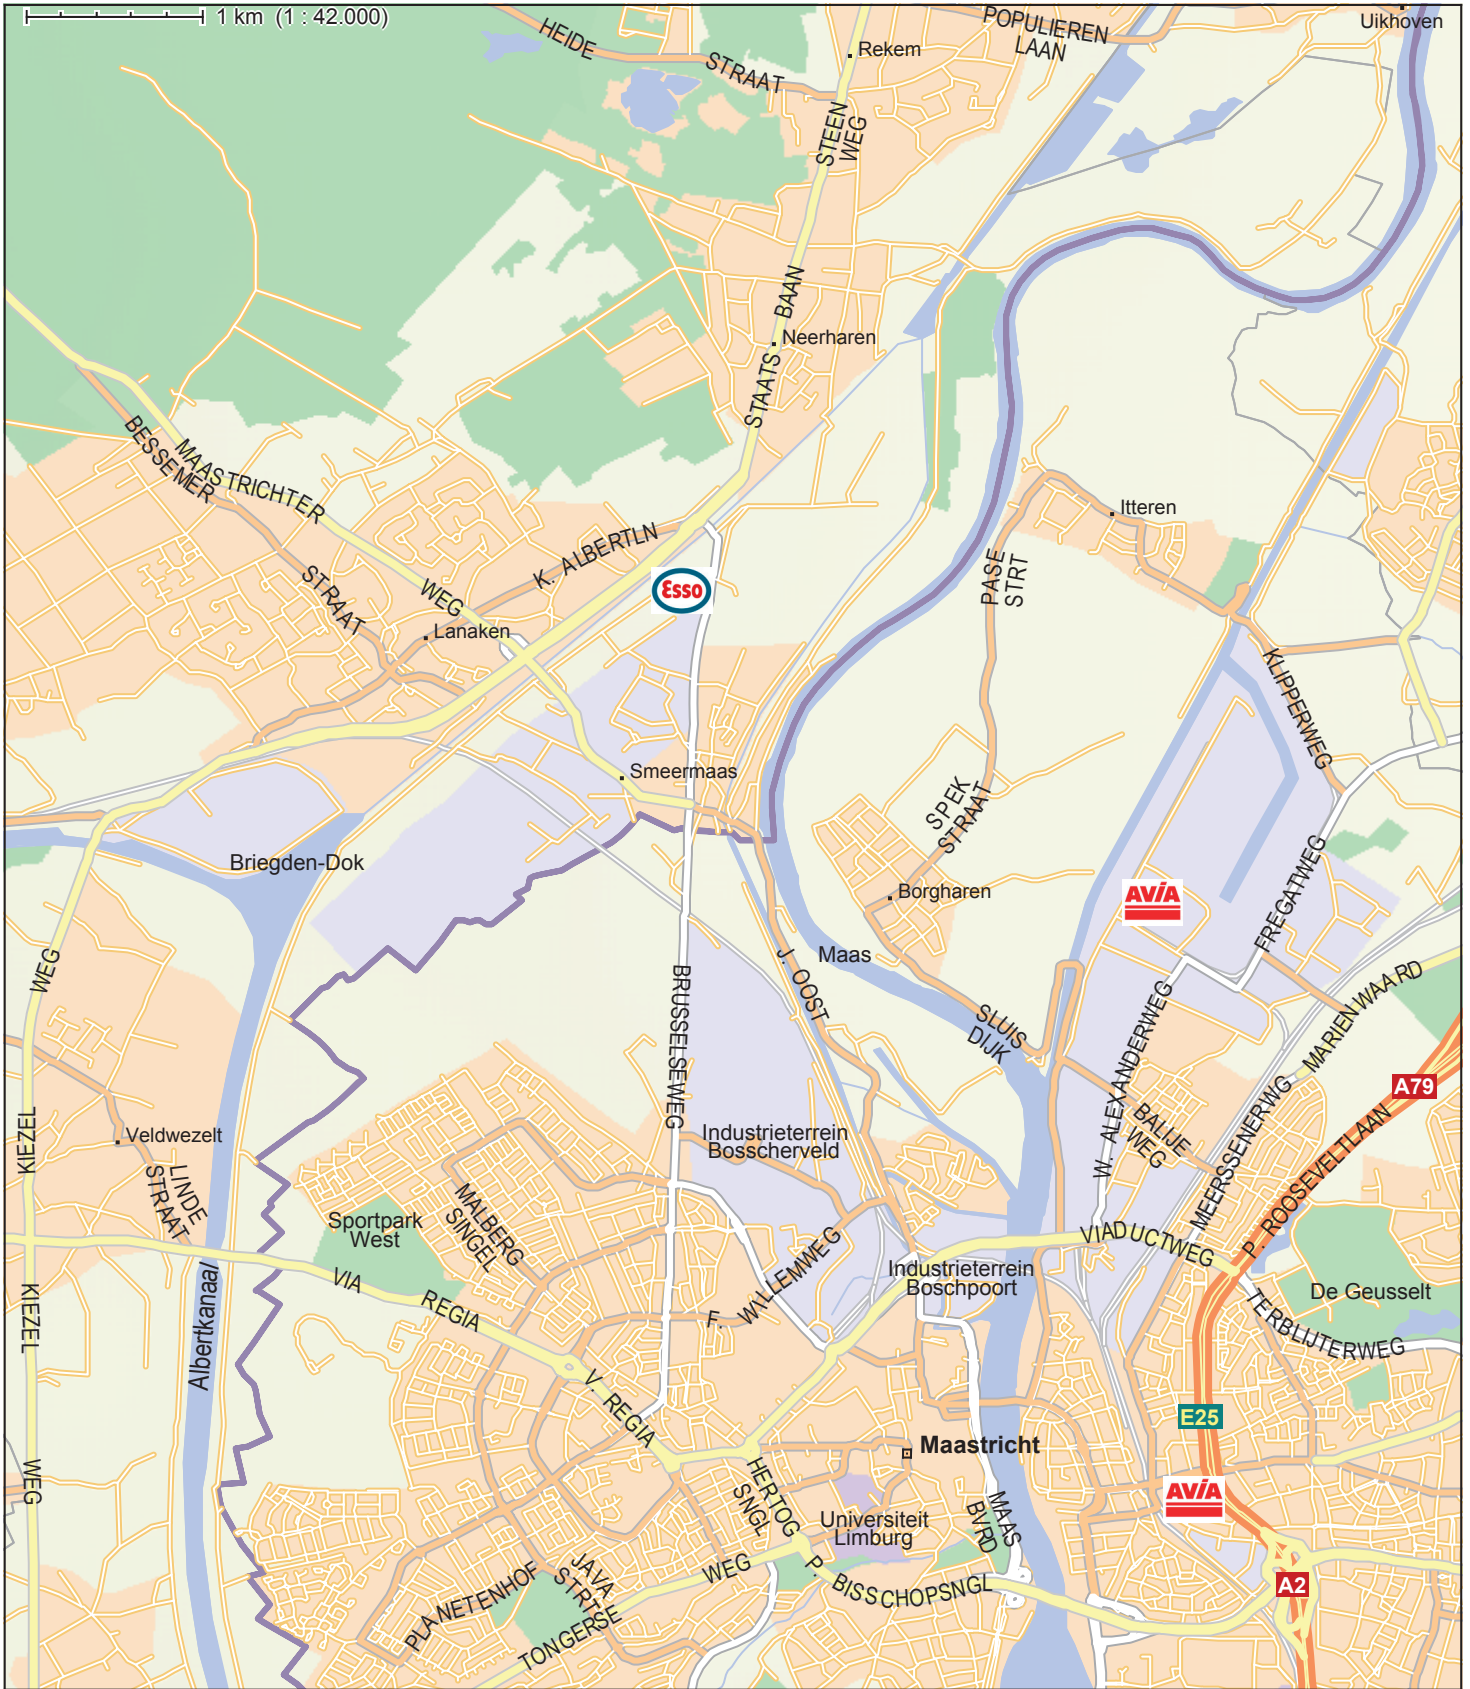 1 km (1 : 42.000)
HEIDE
STRAAT
POPULIEREN
LAAN
Uikhoven
Rekem
STEEN
WEG
BAAN
Neerharen
STAATS
BESSEMER
MAASTRICHTER
STRAAT
WEG
K. ALBERTLN
Esso
Lanaken
Itteren
PASE
STRT
KLIPPERWEG
Smeermaas
SPEK
STRAAT
Briegden-Dok
Borgharen
AVIA
FREGATWEG
WEG
Maas
J. OOST
BRUSSELSEWEG
SLUIS
DIJK
W. ALEXANDERWEG
MARIENWAARD
A79
KIEZEL
Veldwezelt
LINDE
STRAAT
Industrieterrein
Bosscherveld
BALIJE
WEG
MEERSSENERWG
P. ROOSEVELTLAAN
Sportpark
West
MALBERG
SINGEL
VIADUCTWEG
Albertkanaal
KIEZEL
VIA
REGIA
F. WILLEMWEG
Industrieterrein
Boschpoort
De Geusselt
TERBLIJTERWEG
V. REGIA
E25
Maastricht
WEG
HERTOG
SNGL
AVIA
Universiteit
Limburg
MAAS
BVRD
PLANETENHOF
JAVA
STRT
TONGERSE
WEG
P. BISSCHOPSNGL
A2